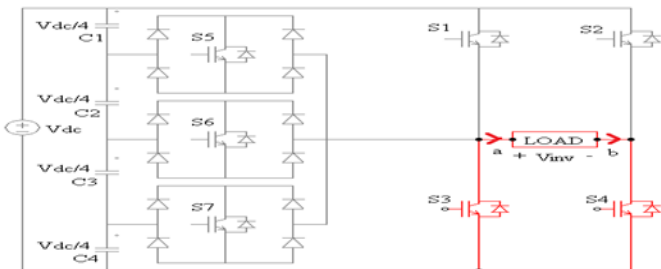 Vdc/4
C1
S5
S1
S2
Vdc/4
C2
S6
Vdc
LOAD
a
+ Vinv -
b
Vdc/4
C3
S7
S3
S4
Vdc/4
C4